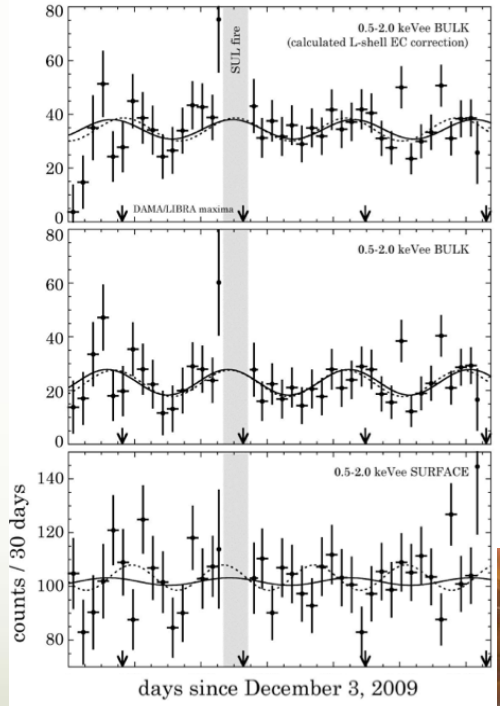 80
0.5-2.0 keVee BULK
(calculated L-shell EC correction)
SUL fire
60
40
20
DAMA/LIBRA maxima
0
80
0.5-2.0 keVee BULK
60
40
20
0
0.5-2.0 keVee SURFACE
140
120
100
80
counts / 30 days
days since December 3, 2009